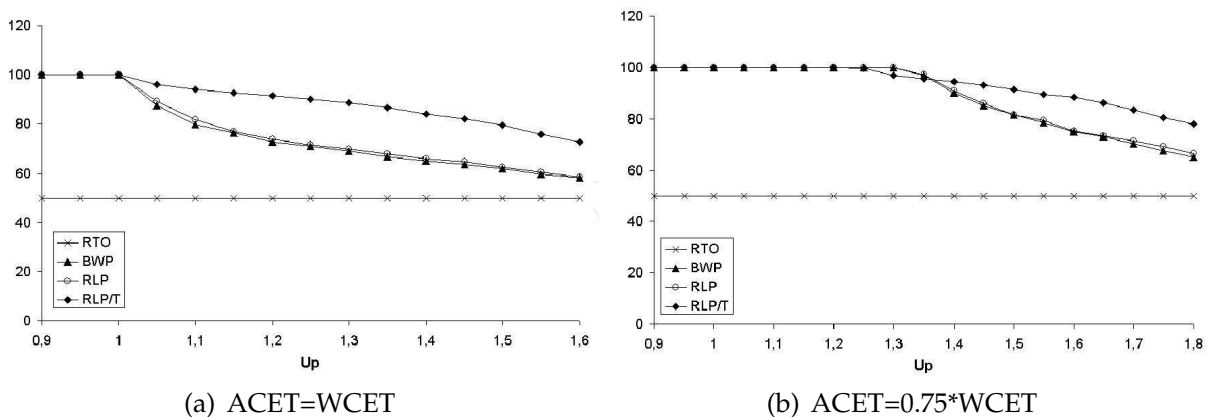 120
100
80
60
40
20
0
RTO
BWP
RLP
RLP/T
0,9 1 1,1 1,2 1,3 1,4 1,5 1,6
Up
(a) ACET=WCET
120
100
80
60
40
20
0
RTO
BWP
RLP
RLP/T
0,9 1 1,1 1,2 1,3 1,4 1,5 1,6 1,7 1,8
Up
(b) ACET=0.75*WCET